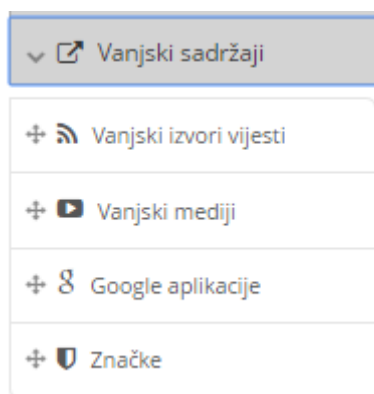 Vanjski sadržaji
Vanjski izvori vijesti
Vanjski mediji
Google aplikacije
Značke